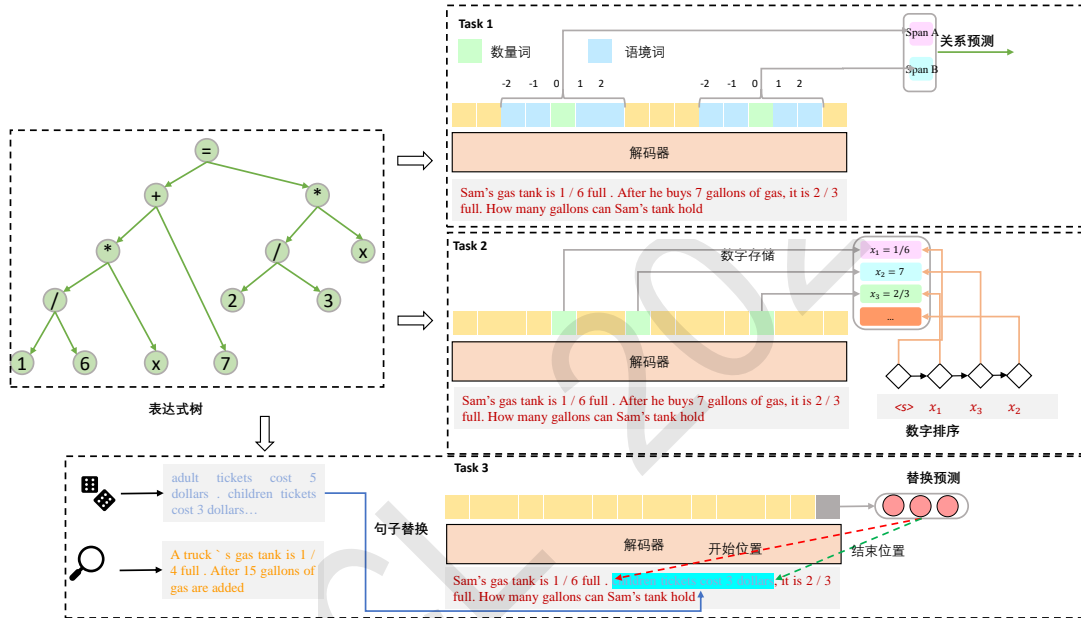 Task 1
数量词
语境词
-2 -1 0 1 2
-2 -1 0 1 2
Span A
Span B
关系预测
解码器
Sam's gas tank is 1 / 6 full . After he buys 7 gallons of gas, it is 2 / 3
full. How many gallons can Sam's tank hold
=
+ *
* / x
/ 2 3
1 6 x 7
表达式树
Task 2
数字存储
x₁ = 1/6
x₂ = 7
x₃ = 2/3
...
解码器
Sam's gas tank is 1 / 6 full . After he buys 7 gallons of gas, it is 2 / 3
full. How many gallons can Sam's tank hold
<s> x₁ x₃ x₂
数字排序
Task 3
adult tickets cost 5
dollars . children tickets
cost 3 dollars…
A truck ` s gas tank is 1 /
4 full . After 15 gallons of
gas are added
句子替换
替换预测
解码器
开始位置
结束位置
Sam's gas tank is 1 / 6 full . children tickets cost 3 dollars, it is 2 / 3
full. How many gallons can Sam's tank hold